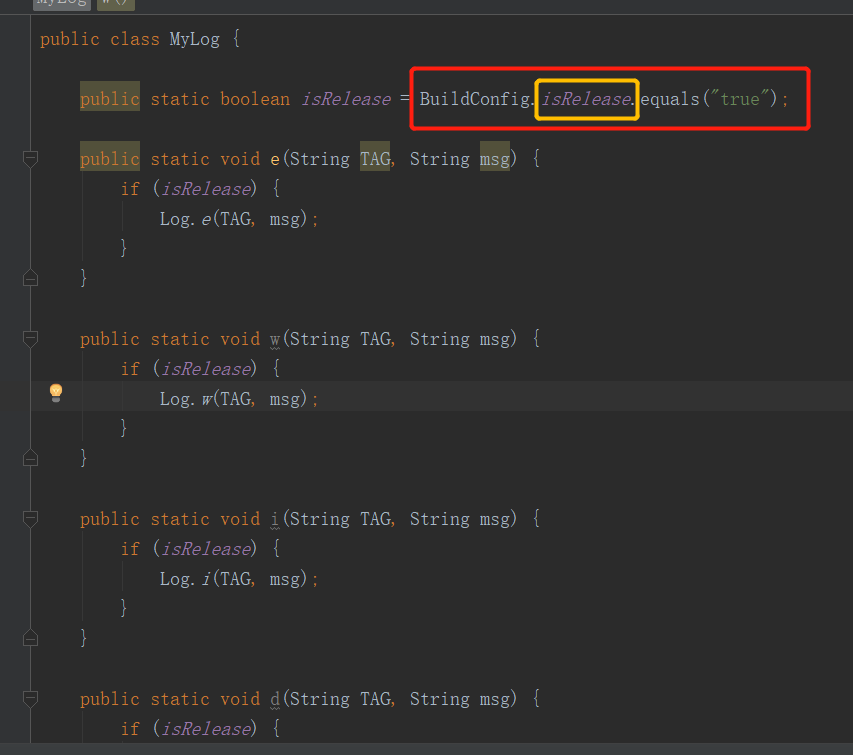 MyLog w()
public class MyLog {
public static boolean isRelease = BuildConfig.isRelease.equals("true");
public static void e(String TAG, String msg) {
if (isRelease) {
Log.e(TAG, msg);
}
}
public static void w(String TAG, String msg) {
if (isRelease) {
Log.w(TAG, msg);
}
}
public static void i(String TAG, String msg) {
if (isRelease) {
Log.i(TAG, msg);
}
}
public static void d(String TAG, String msg) {
if (isRelease) {